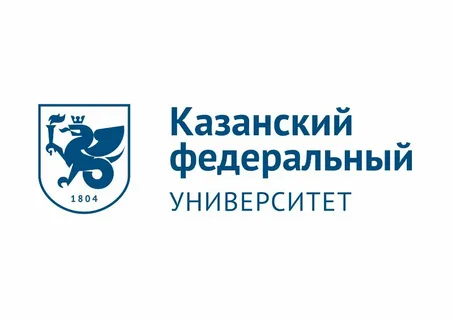 1804
Казанский
федеральный
УНИВЕРСИТЕТ